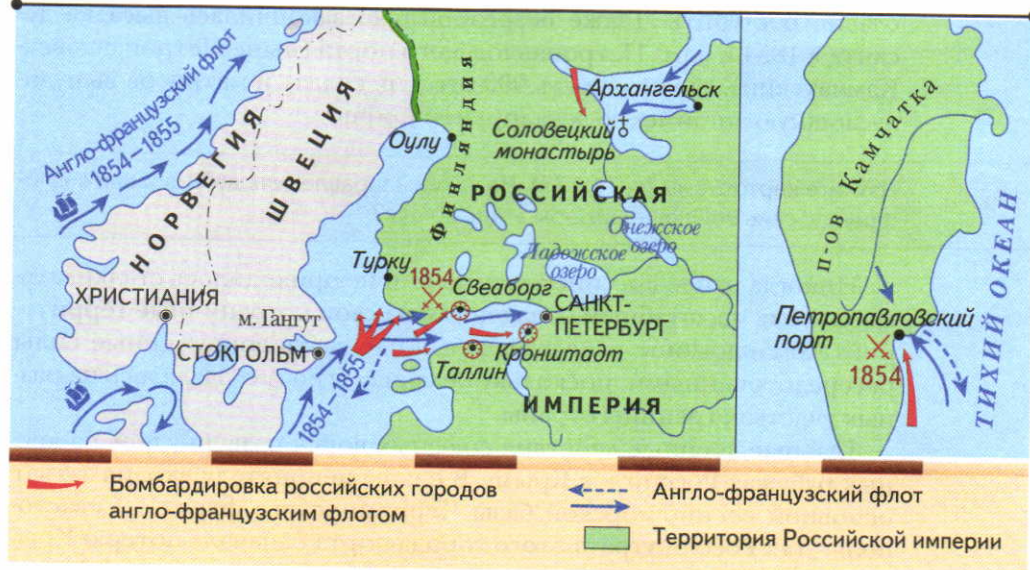 Англо-французский флот
1854–1855
НОРВЕГИЯ
ШВЕЦИЯ
Финляндия
Оулу
Архангельск
Соловецкий
монастырь
РОССИЙСКАЯ
Онежское
озеро
Ладожское
озеро
Турку
1854
Свеаборг
САНКТ-
ПЕТЕРБУРГ
ХРИСТИАНИЯ
м. Гангут
СТОКГОЛЬМ
Кронштадт
Таллин
1854–1855
ИМПЕРИЯ
п-ов Камчатка
Петропавловский
порт
1854
ТИХИЙ ОКЕАН
Бомбардировка российских городов
англо-французским флотом
Англо-французский флот
Территория Российской империи